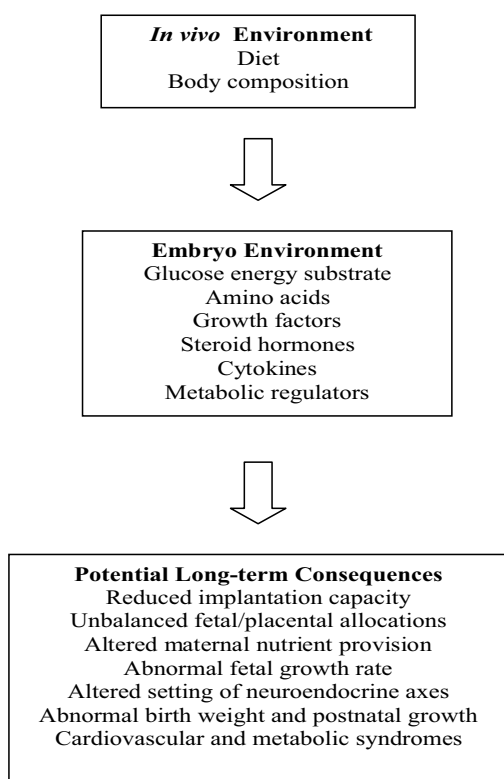 In vivo Environment
Diet
Body composition
Embryo Environment
Glucose energy substrate
Amino acids
Growth factors
Steroid hormones
Cytokines
Metabolic regulators
Potential Long-term Consequences
Reduced implantation capacity
Unbalanced fetal/placental allocations
Altered maternal nutrient provision
Abnormal fetal growth rate
Altered setting of neuroendocrine axes
Abnormal birth weight and postnatal growth
Cardiovascular and metabolic syndromes